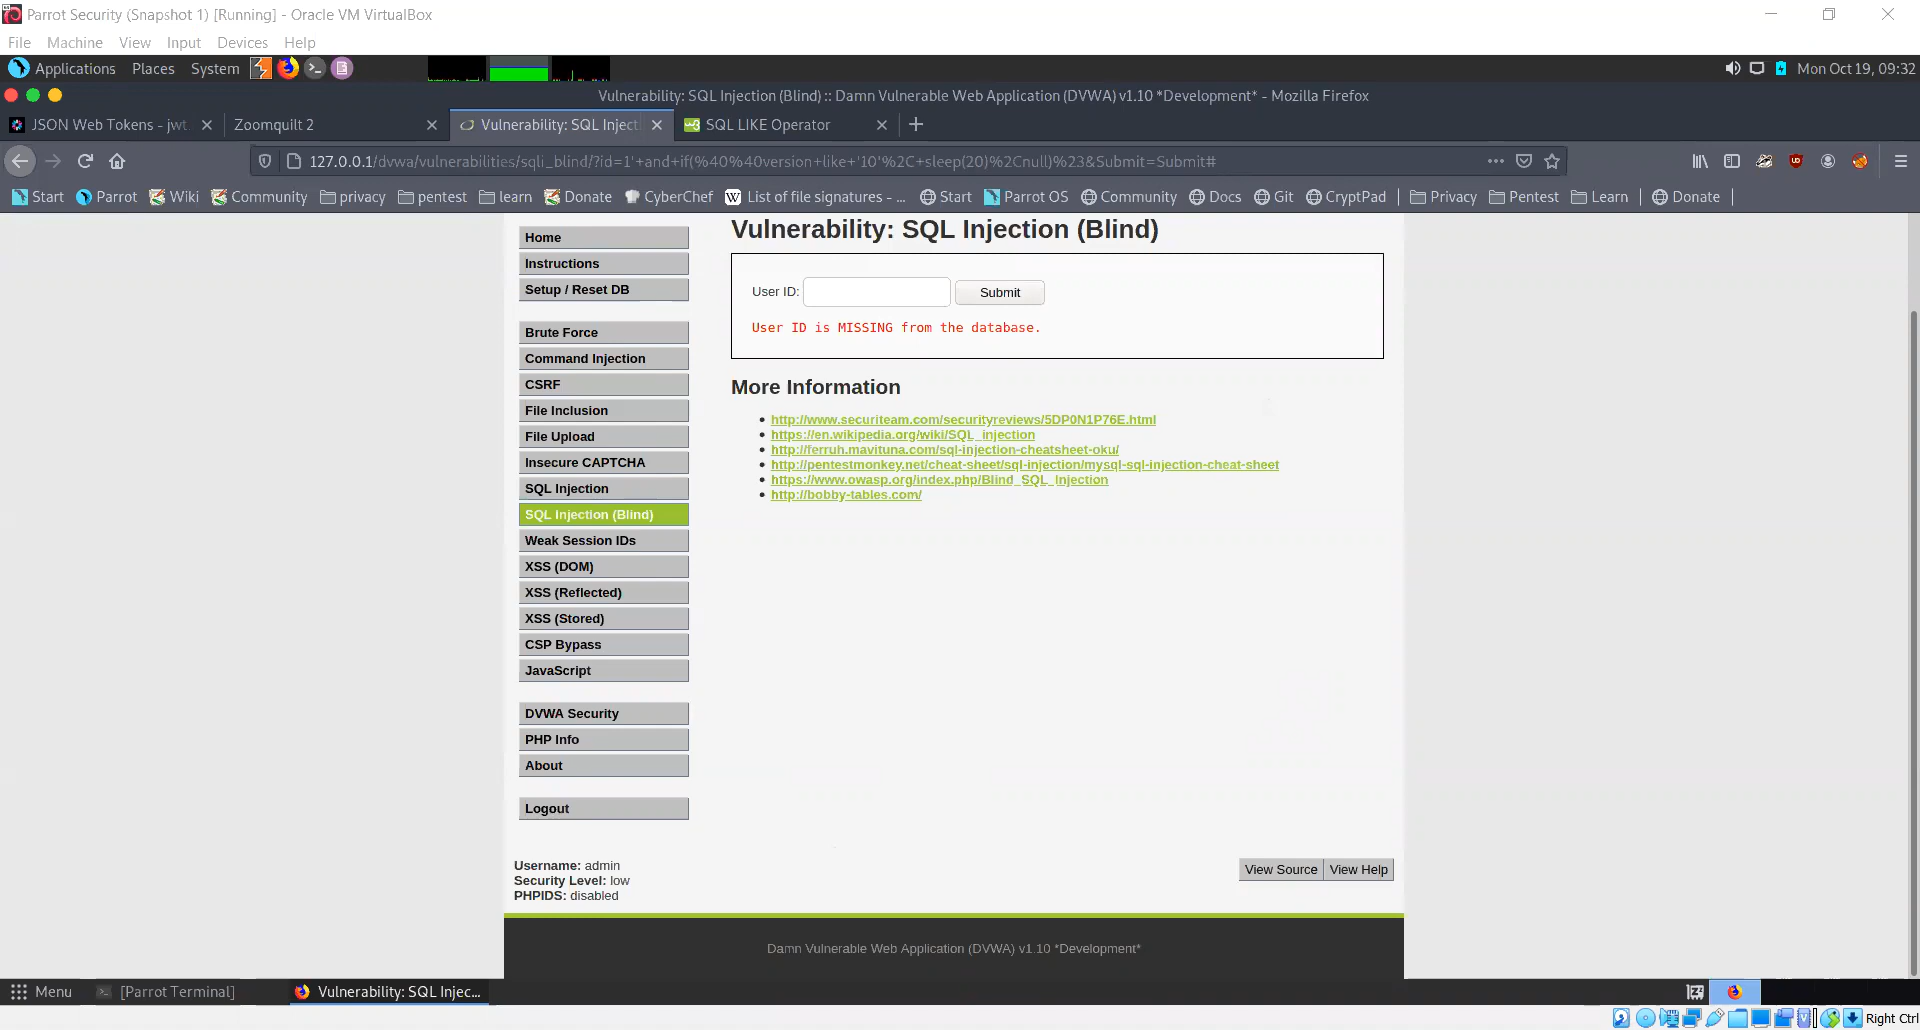 Parrot Security (Snapshot 1) [Running] - Oracle VM VirtualBox
File Machine View Input Devices Help
Applications Places System Mon Oct 19, 09:32
Vulnerability: SQL Injection (Blind) :: Damn Vulnerable Web Application (DVWA) v1.10 *Development* - Mozilla Firefox
JSON Web Tokens - jwt Zoomquilt 2 Vulnerability: SQL Inject SQL LIKE Operator
127.0.0.1/dvwa/vulnerabilities/sqli_blind/?id=1'+and+if(%40%40version+like+'10'%2C+sleep(20)%2Cnull)%23&Submit=Submit#
Start Parrot Wiki Community privacy pentest learn Donate CyberChef List of file signatures - ... Start Parrot OS Community Docs Git CryptPad Privacy Pentest Learn Donate
Vulnerability: SQL Injection (Blind)
User ID: Submit
User ID is MISSING from the database.
More Information
http://www.securiteam.com/securityreviews/5DP0N1P76E.html
https://en.wikipedia.org/wiki/SQL_injection
http://ferruh.mavituna.com/sql-injection-cheatsheet-oku/
http://pentestmonkey.net/cheat-sheet/sql-injection/mysql-sql-injection-cheat-sheet
https://www.owasp.org/index.php/Blind_SQL_Injection
http://bobby-tables.com/
Home
Instructions
Setup / Reset DB
Brute Force
Command Injection
CSRF
File Inclusion
File Upload
Insecure CAPTCHA
SQL Injection
SQL Injection (Blind)
Weak Session IDs
XSS (DOM)
XSS (Reflected)
XSS (Stored)
CSP Bypass
JavaScript
DVWA Security
PHP Info
About
Logout
Username: admin
Security Level: low
PHPIDS: disabled
View Source View Help
Damn Vulnerable Web Application (DVWA) v1.10 *Development*
Menu [Parrot Terminal] Vulnerability: SQL Injec...
Right Ctrl